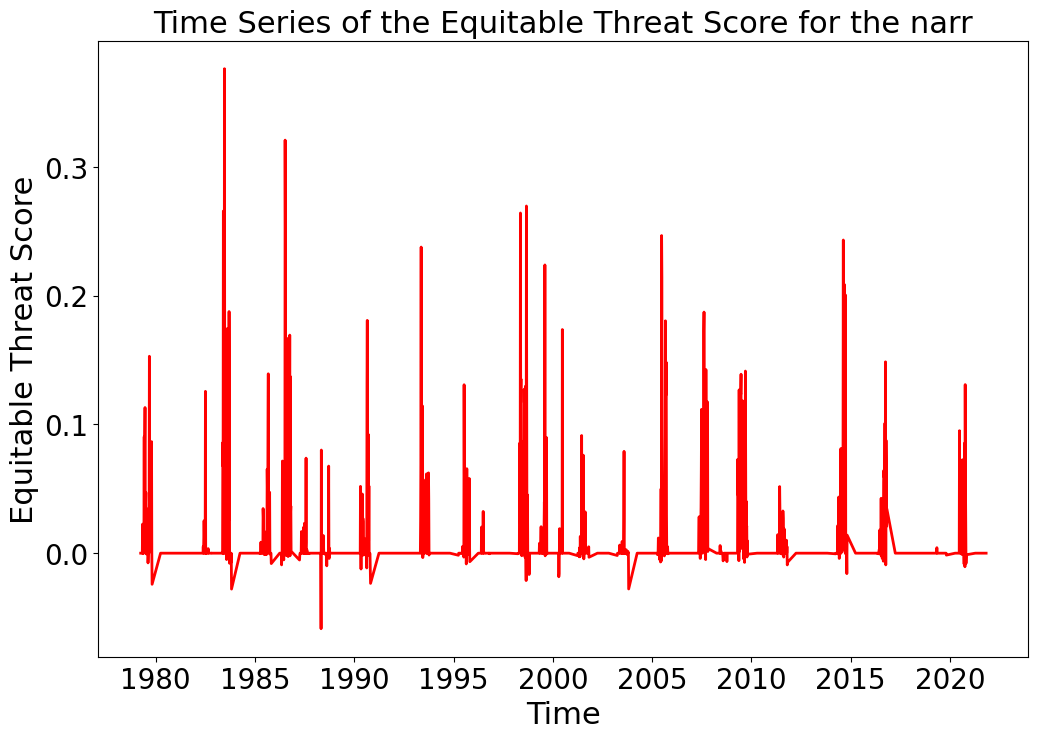 Time Series of the Equitable Threat Score for the narr
Equitable Threat Score
0.3
0.2
0.1
0.0
1980 1985 1990 1995 2000 2005 2010 2015 2020
Time